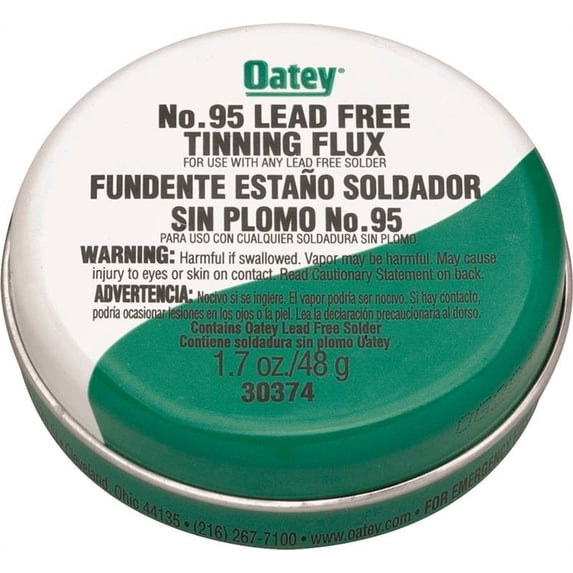 Oatey®
No.95 LEAD FREE
TINNING FLUX
FOR USE WITH ANY LEAD FREE SOLDER
FUNDENTE ESTAÑO SOLDADOR
SIN PLOMO No.95
PARA USO CON CUALQUIER SOLDADURA SIN PLOMO
WARNING: Harmful if swallowed. Vapor may be harmful. May cause
injury to eyes or skin on contact. Read Cautionary Statement on back.
ADVERTENCIA: Nocivo si se ingiere. El vapor podría ser nocivo. Si hay contacto,
podría ocasionar lesiones en los ojos o la piel. Lea la declaración precaucionaria al dorso.
Contains Oatey Lead Free Solder
Contiene soldadura sin plomo Oatey
1.7 oz./48 g
30374
• Cleveland, Ohio 44135 • (216) 267-7100 • www.oatey.com • FOR EMERGENCY